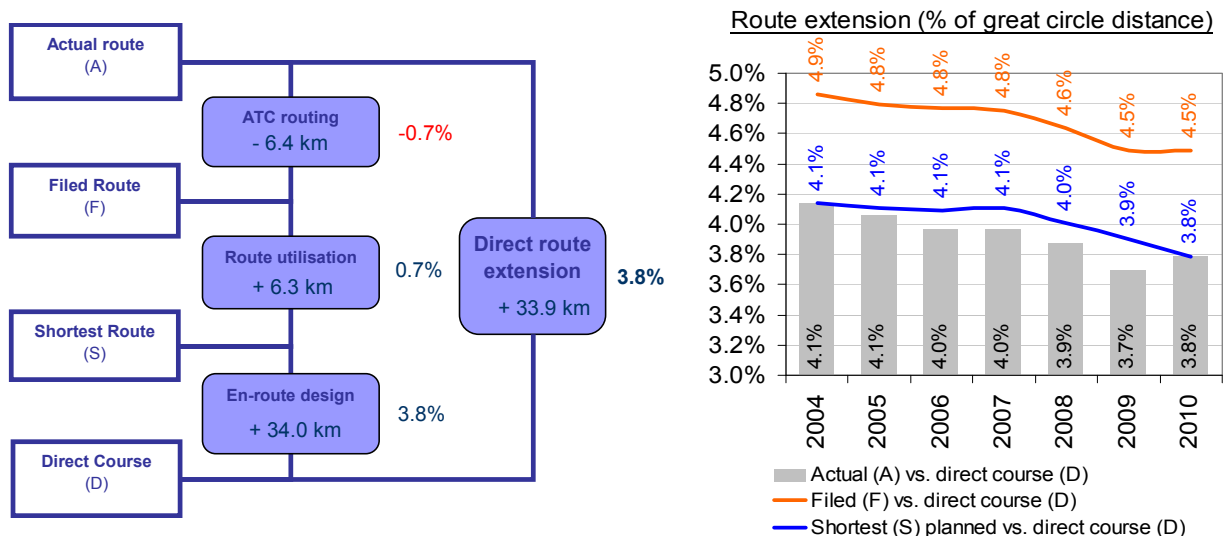 Actual route
(A)
ATC routing
- 6.4 km
-0.7%
Filed Route
(F)
Route utilisation
+ 6.3 km
0.7%
Direct route
extension
+ 33.9 km
3.8%
Shortest Route
(S)
En-route design
+ 34.0 km
3.8%
Direct Course
(D)
Route extension (% of great circle distance)
5.0%
4.8%
4.6%
4.4%
4.2%
4.0%
3.8%
3.6%
3.4%
3.2%
3.0%
4.9%
4.8%
4.8%
4.8%
4.6%
4.5%
4.5%
4.1%
4.1%
4.1%
4.1%
4.0%
3.9%
3.8%
4.1%
4.1%
4.0%
4.0%
3.9%
3.7%
3.8%
2004
2005
2006
2007
2008
2009
2010
Actual (A) vs. direct course (D)
Filed (F) vs. direct course (D)
Shortest (S) planned vs. direct course (D)